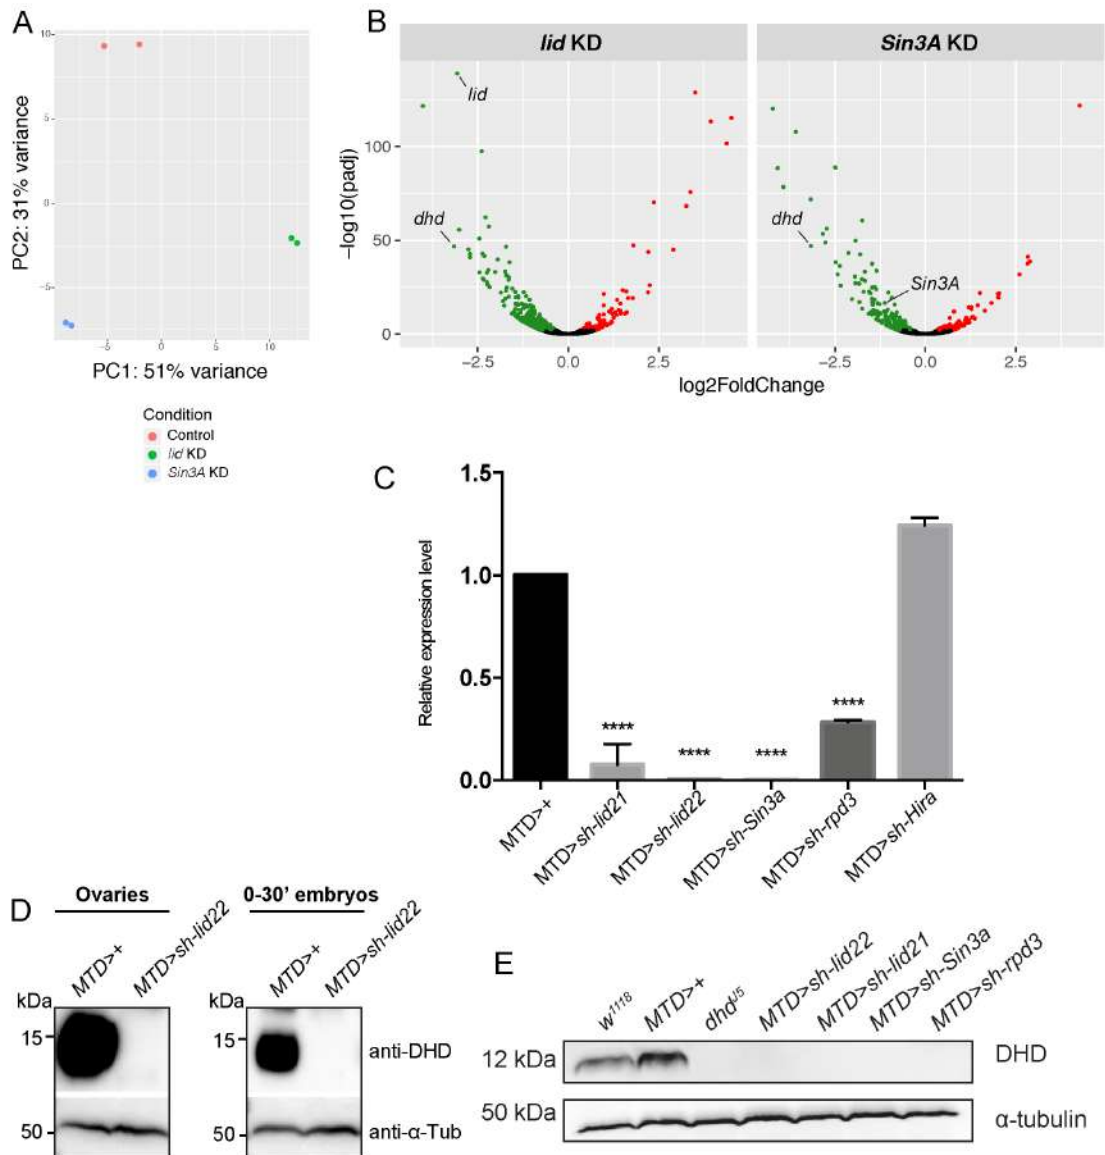 A
PC2: 31% variance
10
5
0
−5
−5
0
5
10
PC1: 51% variance
Condition
Control
lid KD
Sin3A KD
B
lid KD
Sin3A KD
−log10(padj)
100
50
0
lid
dhd
dhd
Sin3A
−2.5
0.0
2.5
−2.5
0.0
2.5
log2FoldChange
C
Relative expression level
1.5
1.0
0.5
0.0
****
****
****
****
MTD>+
MTD>sh-lid21
MTD>sh-lid22
MTD>sh-Sin3a
MTD>sh-rpd3
MTD>sh-Hira
D
Ovaries
0-30' embryos
MTD>+
MTD>sh-lid22
MTD>+
MTD>sh-lid22
kDa
kDa
15
15
anti-DHD
50
50
anti-α-Tub
E
w1118
MTD>+
dhdJ5
MTD>sh-lid22
MTD>sh-lid21
MTD>sh-Sin3a
MTD>sh-rpd3
12 kDa
DHD
50 kDa
α-tubulin